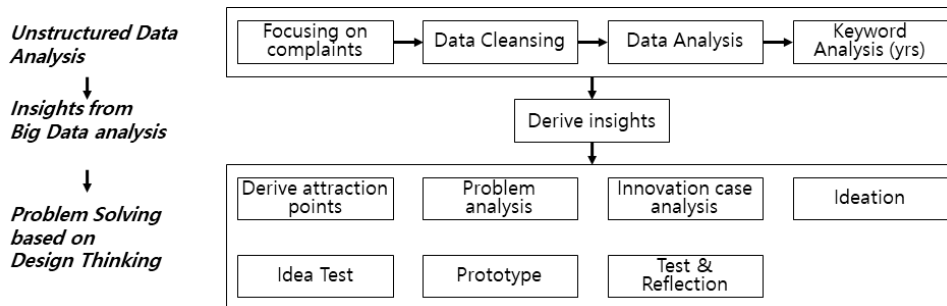 Unstructured Data
Analysis
Focusing on
complaints
Data Cleansing
Data Analysis
Keyword
Analysis (yrs)
Insights from
Big Data analysis
Derive insights
Problem Solving
based on
Design Thinking
Derive attraction
points
Problem
analysis
Innovation case
analysis
Ideation
Idea Test
Prototype
Test &
Reflection